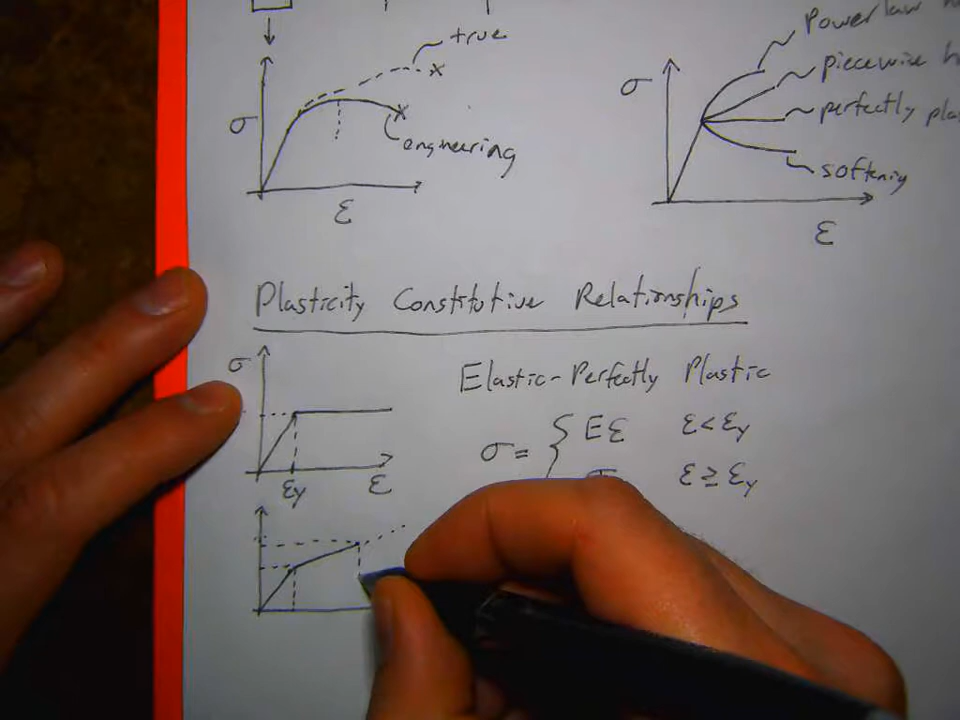 true
σ
x
x
engineering
ε
Power law
σ
piecewise
perfectly
softening
ε
Plasticity Constitutive Relationships
σ
εy
ε
Elastic-Perfectly Plastic
σ = { Eε ε < εy
ε ≥ εy